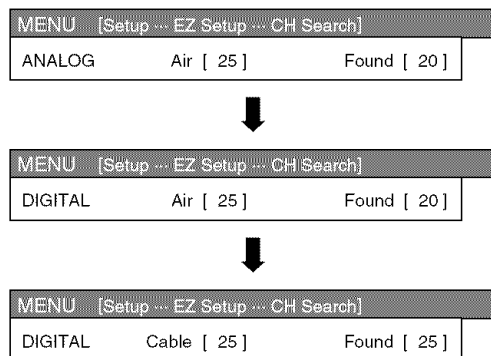 MENU [Setup ··· EZ Setup ··· CH Search]
ANALOG Air [ 25 ] Found [ 20 ]
MENU [Setup ··· EZ Setup ··· CH Search]
DIGITAL Air [ 25 ] Found [ 20 ]
MENU [Setup ··· EZ Setup ··· CH Search]
DIGITAL Cable [ 25 ] Found [ 25 ]